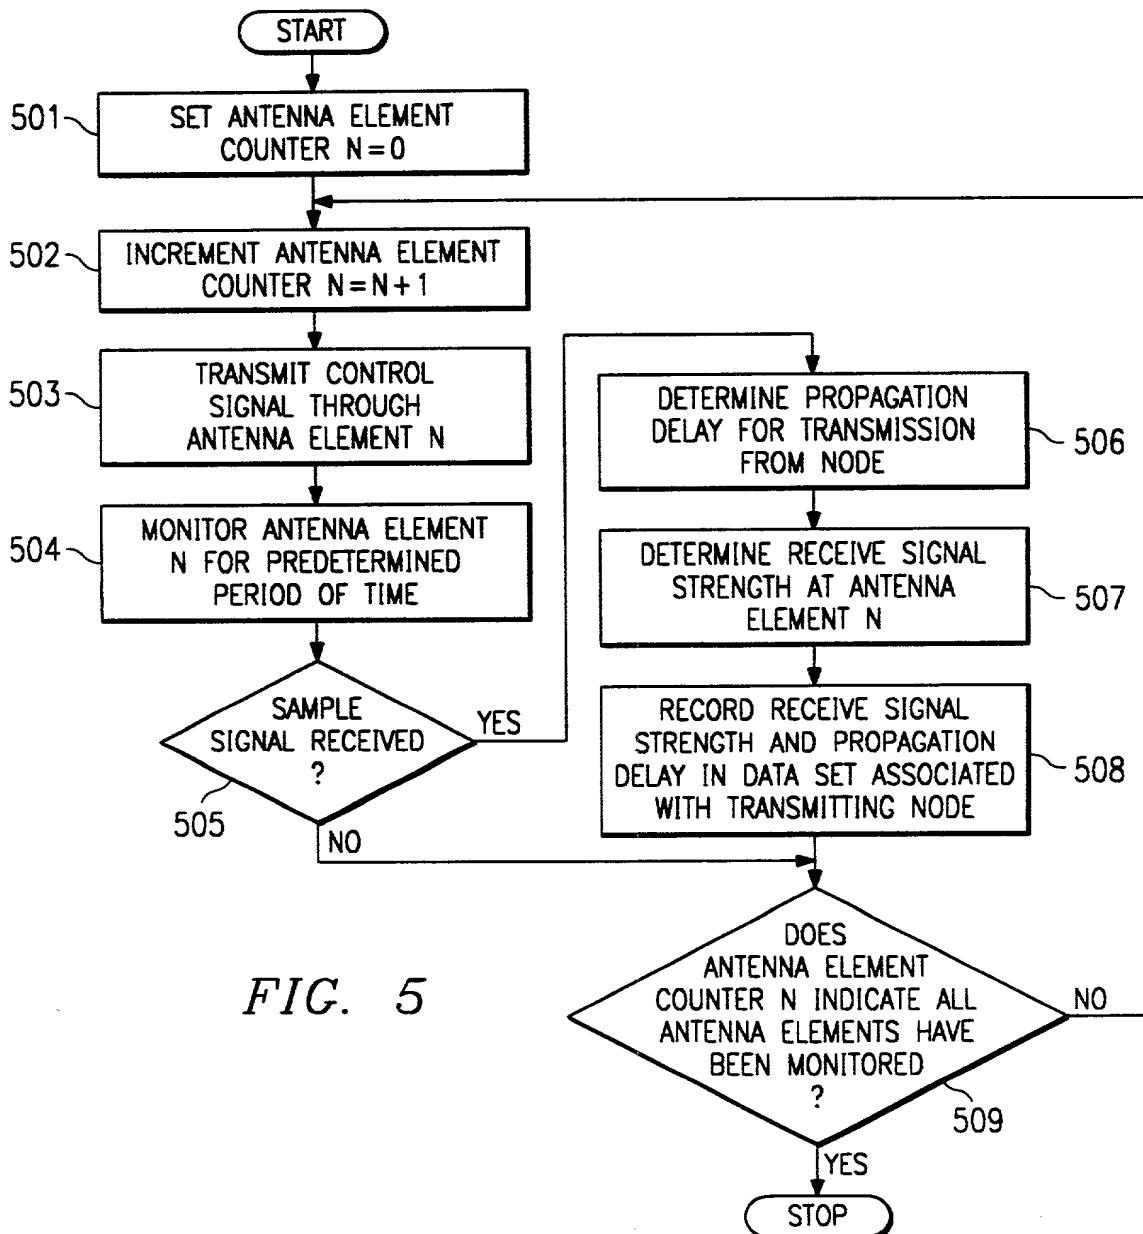 START
501
SET ANTENNA ELEMENT
COUNTER N=0
502
INCREMENT ANTENNA ELEMENT
COUNTER N=N+1
503
TRANSMIT CONTROL
SIGNAL THROUGH
ANTENNA ELEMENT N
504
MONITOR ANTENNA ELEMENT
N FOR PREDETERMINED
PERIOD OF TIME
SAMPLE
SIGNAL RECEIVED
?
505
YES
NO
DETERMINE PROPAGATION
DELAY FOR TRANSMISSION
FROM NODE
506
DETERMINE RECEIVE SIGNAL
STRENGTH AT ANTENNA
ELEMENT N
507
RECORD RECEIVE SIGNAL
STRENGTH AND PROPAGATION
DELAY IN DATA SET ASSOCIATED
WITH TRANSMITTING NODE
508
DOES
ANTENNA ELEMENT
COUNTER N INDICATE ALL
ANTENNA ELEMENTS HAVE
BEEN MONITORED
?
509
NO
YES
STOP
FIG. 5